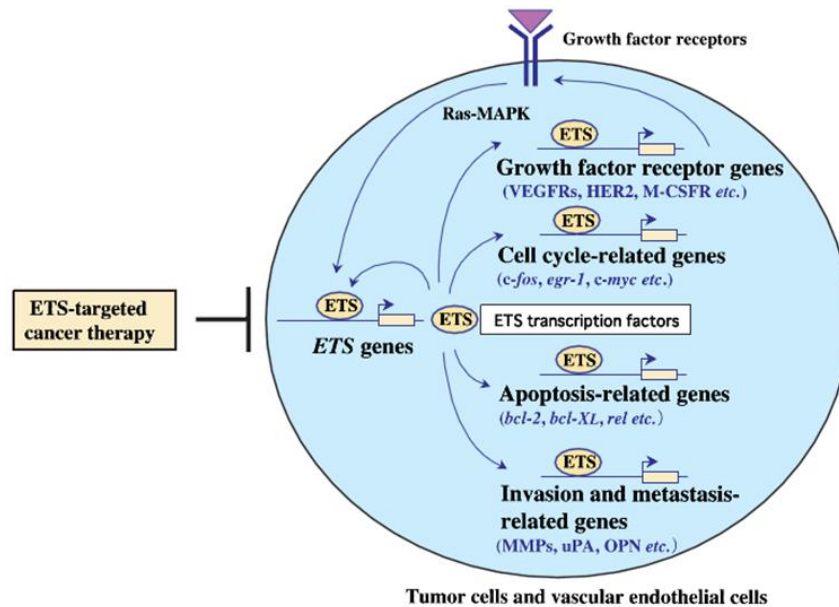 Growth factor receptors
Ras-MAPK
ETS
Growth factor receptor genes
(VEGFRs, HER2, M-CSFR etc.)
ETS
Cell cycle-related genes
(c-fos, egr-1, c-myc etc.)
ETS-targeted
cancer therapy
ETS
ETS genes
ETS
ETS transcription factors
ETS
Apoptosis-related genes
(bcl-2, bcl-XL, rel etc.)
ETS
Invasion and metastasis-
related genes
(MMPs, uPA, OPN etc.)
Tumor cells and vascular endothelial cells